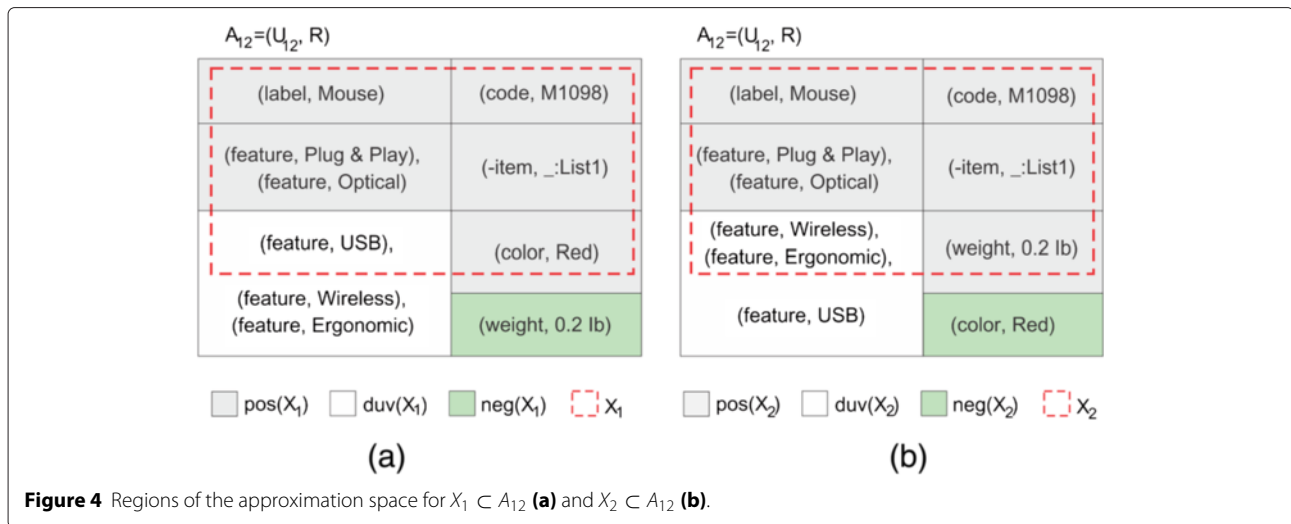 A12=(U12, R)
(label, Mouse)
(code, M1098)
(feature, Plug & Play),
(feature, Optical)
(-item, _:List1)
(feature, USB),
(color, Red)
(feature, Wireless),
(feature, Ergonomic)
(weight, 0.2 lb)
pos(X1) duv(X1) neg(X1) X1
(a)
A12=(U12, R)
(label, Mouse)
(code, M1098)
(feature, Plug & Play),
(feature, Optical)
(-item, _:List1)
(feature, Wireless),
(feature, Ergonomic),
(weight, 0.2 lb)
(feature, USB)
(color, Red)
pos(X2) duv(X2) neg(X2) X2
(b)
Figure 4 Regions of the approximation space for X1 ⊂ A12 (a) and X2 ⊂ A12 (b).